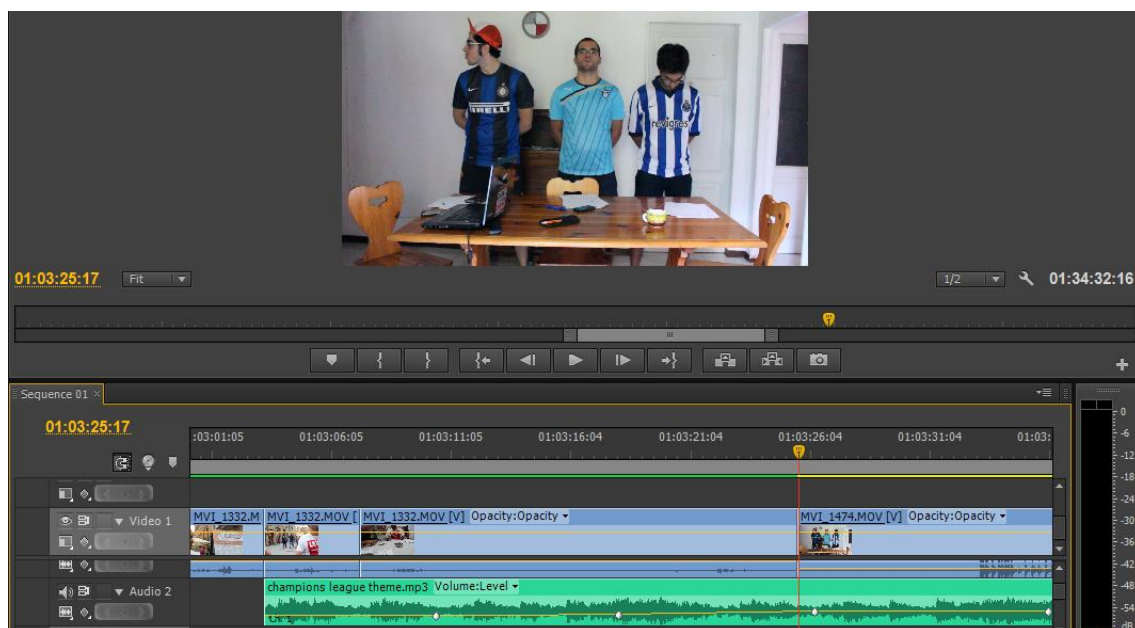 PIRELLI
revigres
01:03:25:17 Fit 1/2 01:34:32:16
Sequence 01
01:03:25:17
:03:01:05 01:03:06:05 01:03:11:05 01:03:16:04 01:03:21:04 01:03:26:04 01:03:31:04 01:03:
0
-6
-12
-18
-24
-30
-36
-42
-48
-54
dB
Video 1 MVI_1332.M MVI_1332.MOV [ MVI_1332.MOV [V] Opacity:Opacity MVI_1474.MOV [V] Opacity:Opacity
Audio 2 champions league theme.mp3 Volume:Level